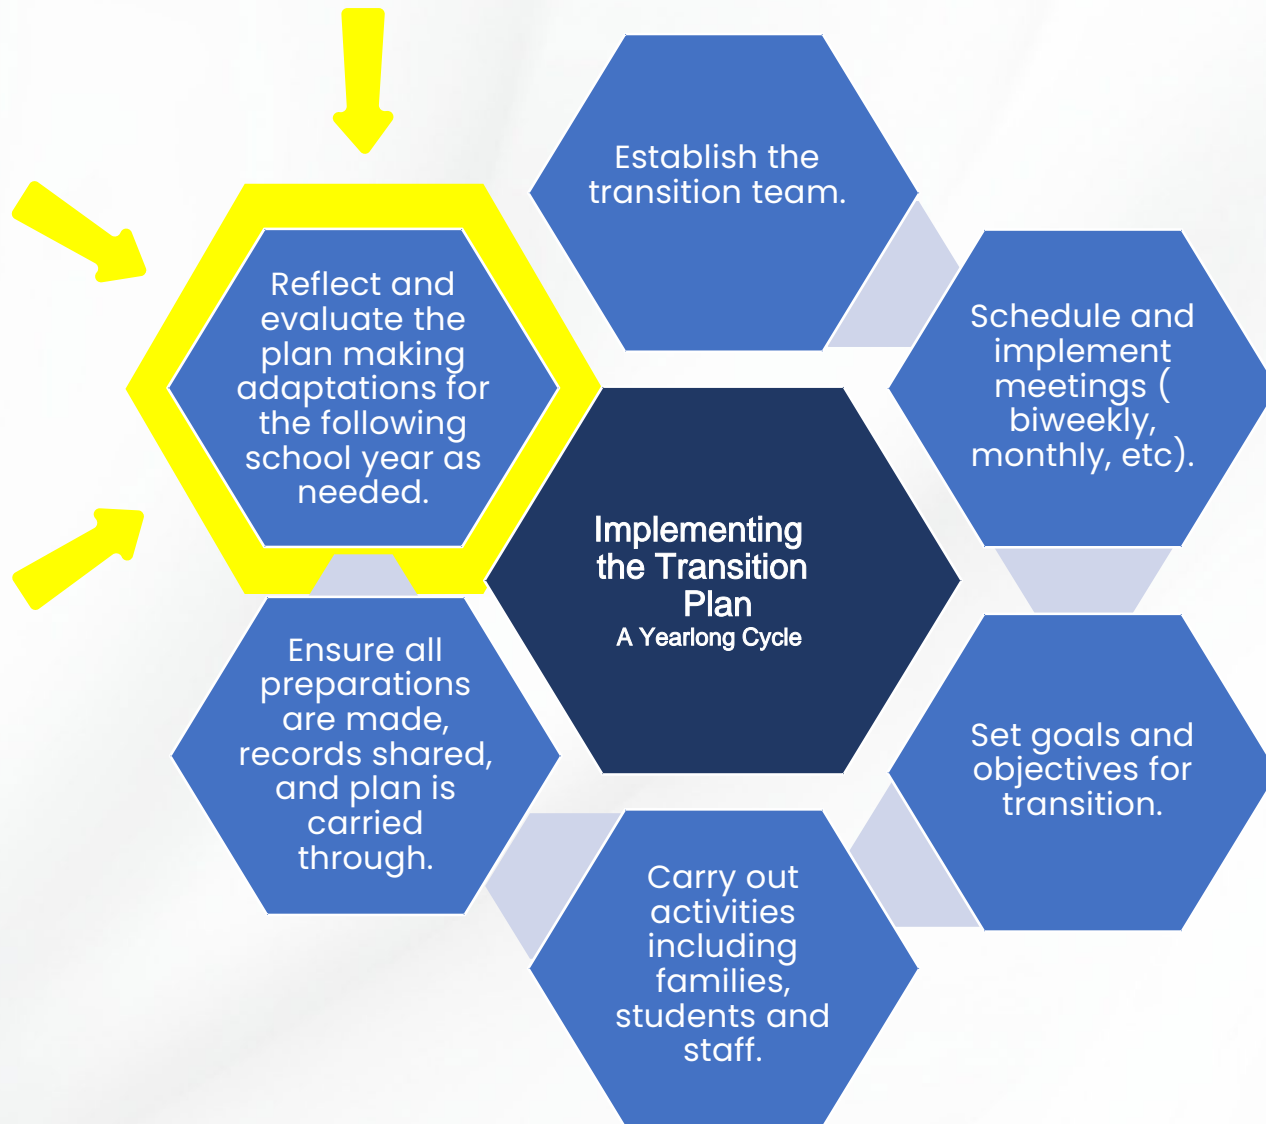 Establish the
transition team.
Schedule and
implement
meetings (
biweekly,
monthly, etc).
Set goals and
objectives for
transition.
Carry out
activities
including
families,
students and
staff.
Ensure all
preparations
are made,
records shared,
and plan is
carried
through.
Reflect and
evaluate the
plan making
adaptations for
the following
school year as
needed.
Implementing
the Transition
Plan
A Yearlong Cycle